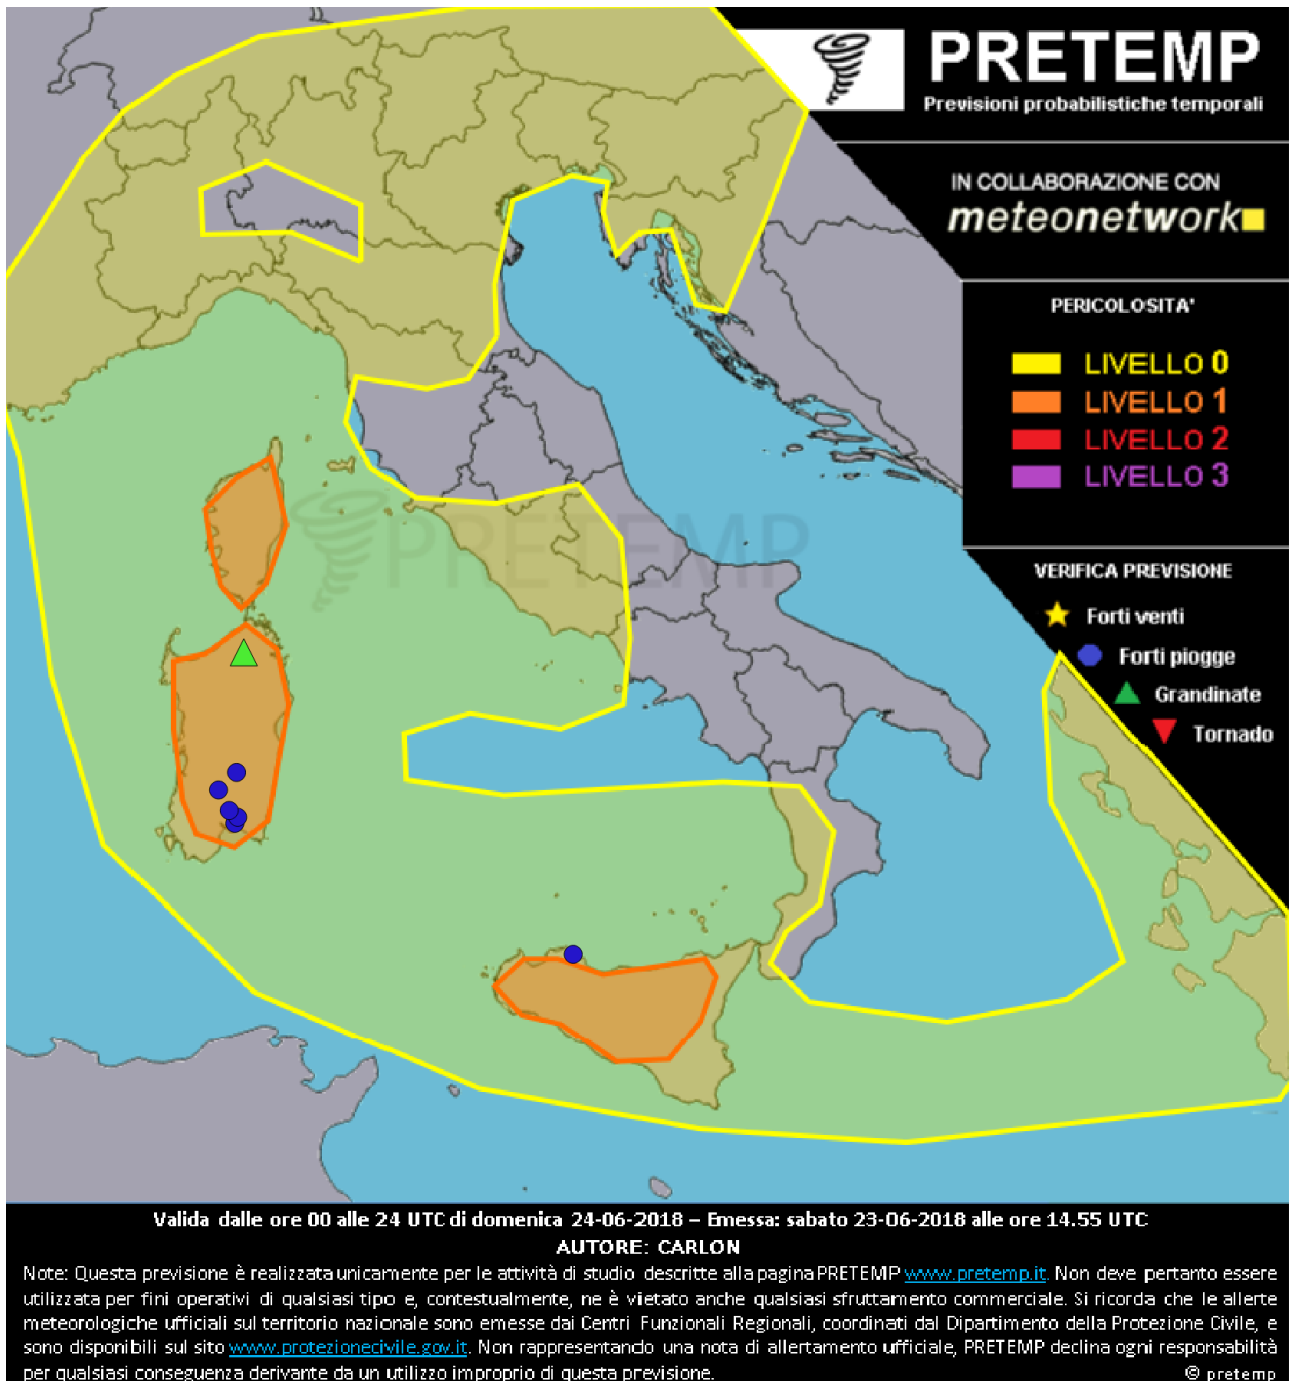 PRETEMP
Previsioni probabilistiche temporali
IN COLLABORAZIONE CON
meteonetwork
PERICOLOSITA'
LIVELLO 0
LIVELLO 1
LIVELLO 2
LIVELLO 3
PRETEMP
VERIFICA PREVISIONE
Forti venti
Forti piogge
Grandinate
Tornado
Valida dalle ore 00 alle 24 UTC di domenica 24-06-2018 – Emessa: sabato 23-06-2018 alle ore 14.55 UTC
AUTORE: CARLON
Note: Questa previsione è realizzata unicamente per le attività di studio descritte alla pagina PRETEMP www.pretemp.it. Non deve pertanto essere
utilizzata per fini operativi di qualsiasi tipo e, contestualmente, ne è vietato anche qualsiasi sfruttamento commerciale. Si ricorda che le allerte
meteorologiche ufficiali sul territorio nazionale sono emesse dai Centri Funzionali Regionali, coordinati dal Dipartimento della Protezione Civile, e
sono disponibili sul sito www.protezionecivile.gov.it. Non rappresentando una nota di allertamento ufficiale, PRETEMP declina ogni responsabilità
per qualsiasi conseguenza derivante da un utilizzo improprio di questa previsione.
© pretemp